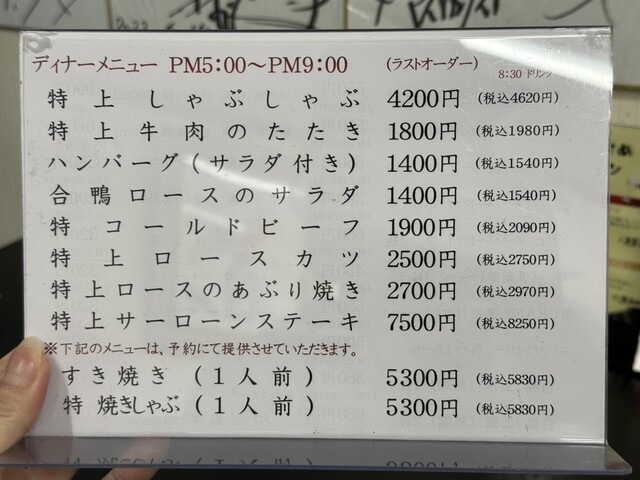 ディナーメニュー PM5:00～PM9:00 (ラストオーダー)
8:30 ドリンク
特上しゃぶしゃぶ 4200円 (税込4620円)
特上牛肉のたたき 1800円 (税込1980円)
ハンバーグ(サラダ付き) 1400円 (税込1540円)
合鴨ロースのサラダ 1400円 (税込1540円)
特コールドビーフ 1900円 (税込2090円)
特上ロースカツ 2500円 (税込2750円)
特上ロースのあぶり焼き 2700円 (税込2970円)
特上サーローンステーキ 7500円 (税込8250円)
※下記のメニューは、予約にて提供させていただきます。
すき焼き(1人前) 5300円 (税込5830円)
特焼きしゃぶ(1人前) 5300円 (税込5830円)